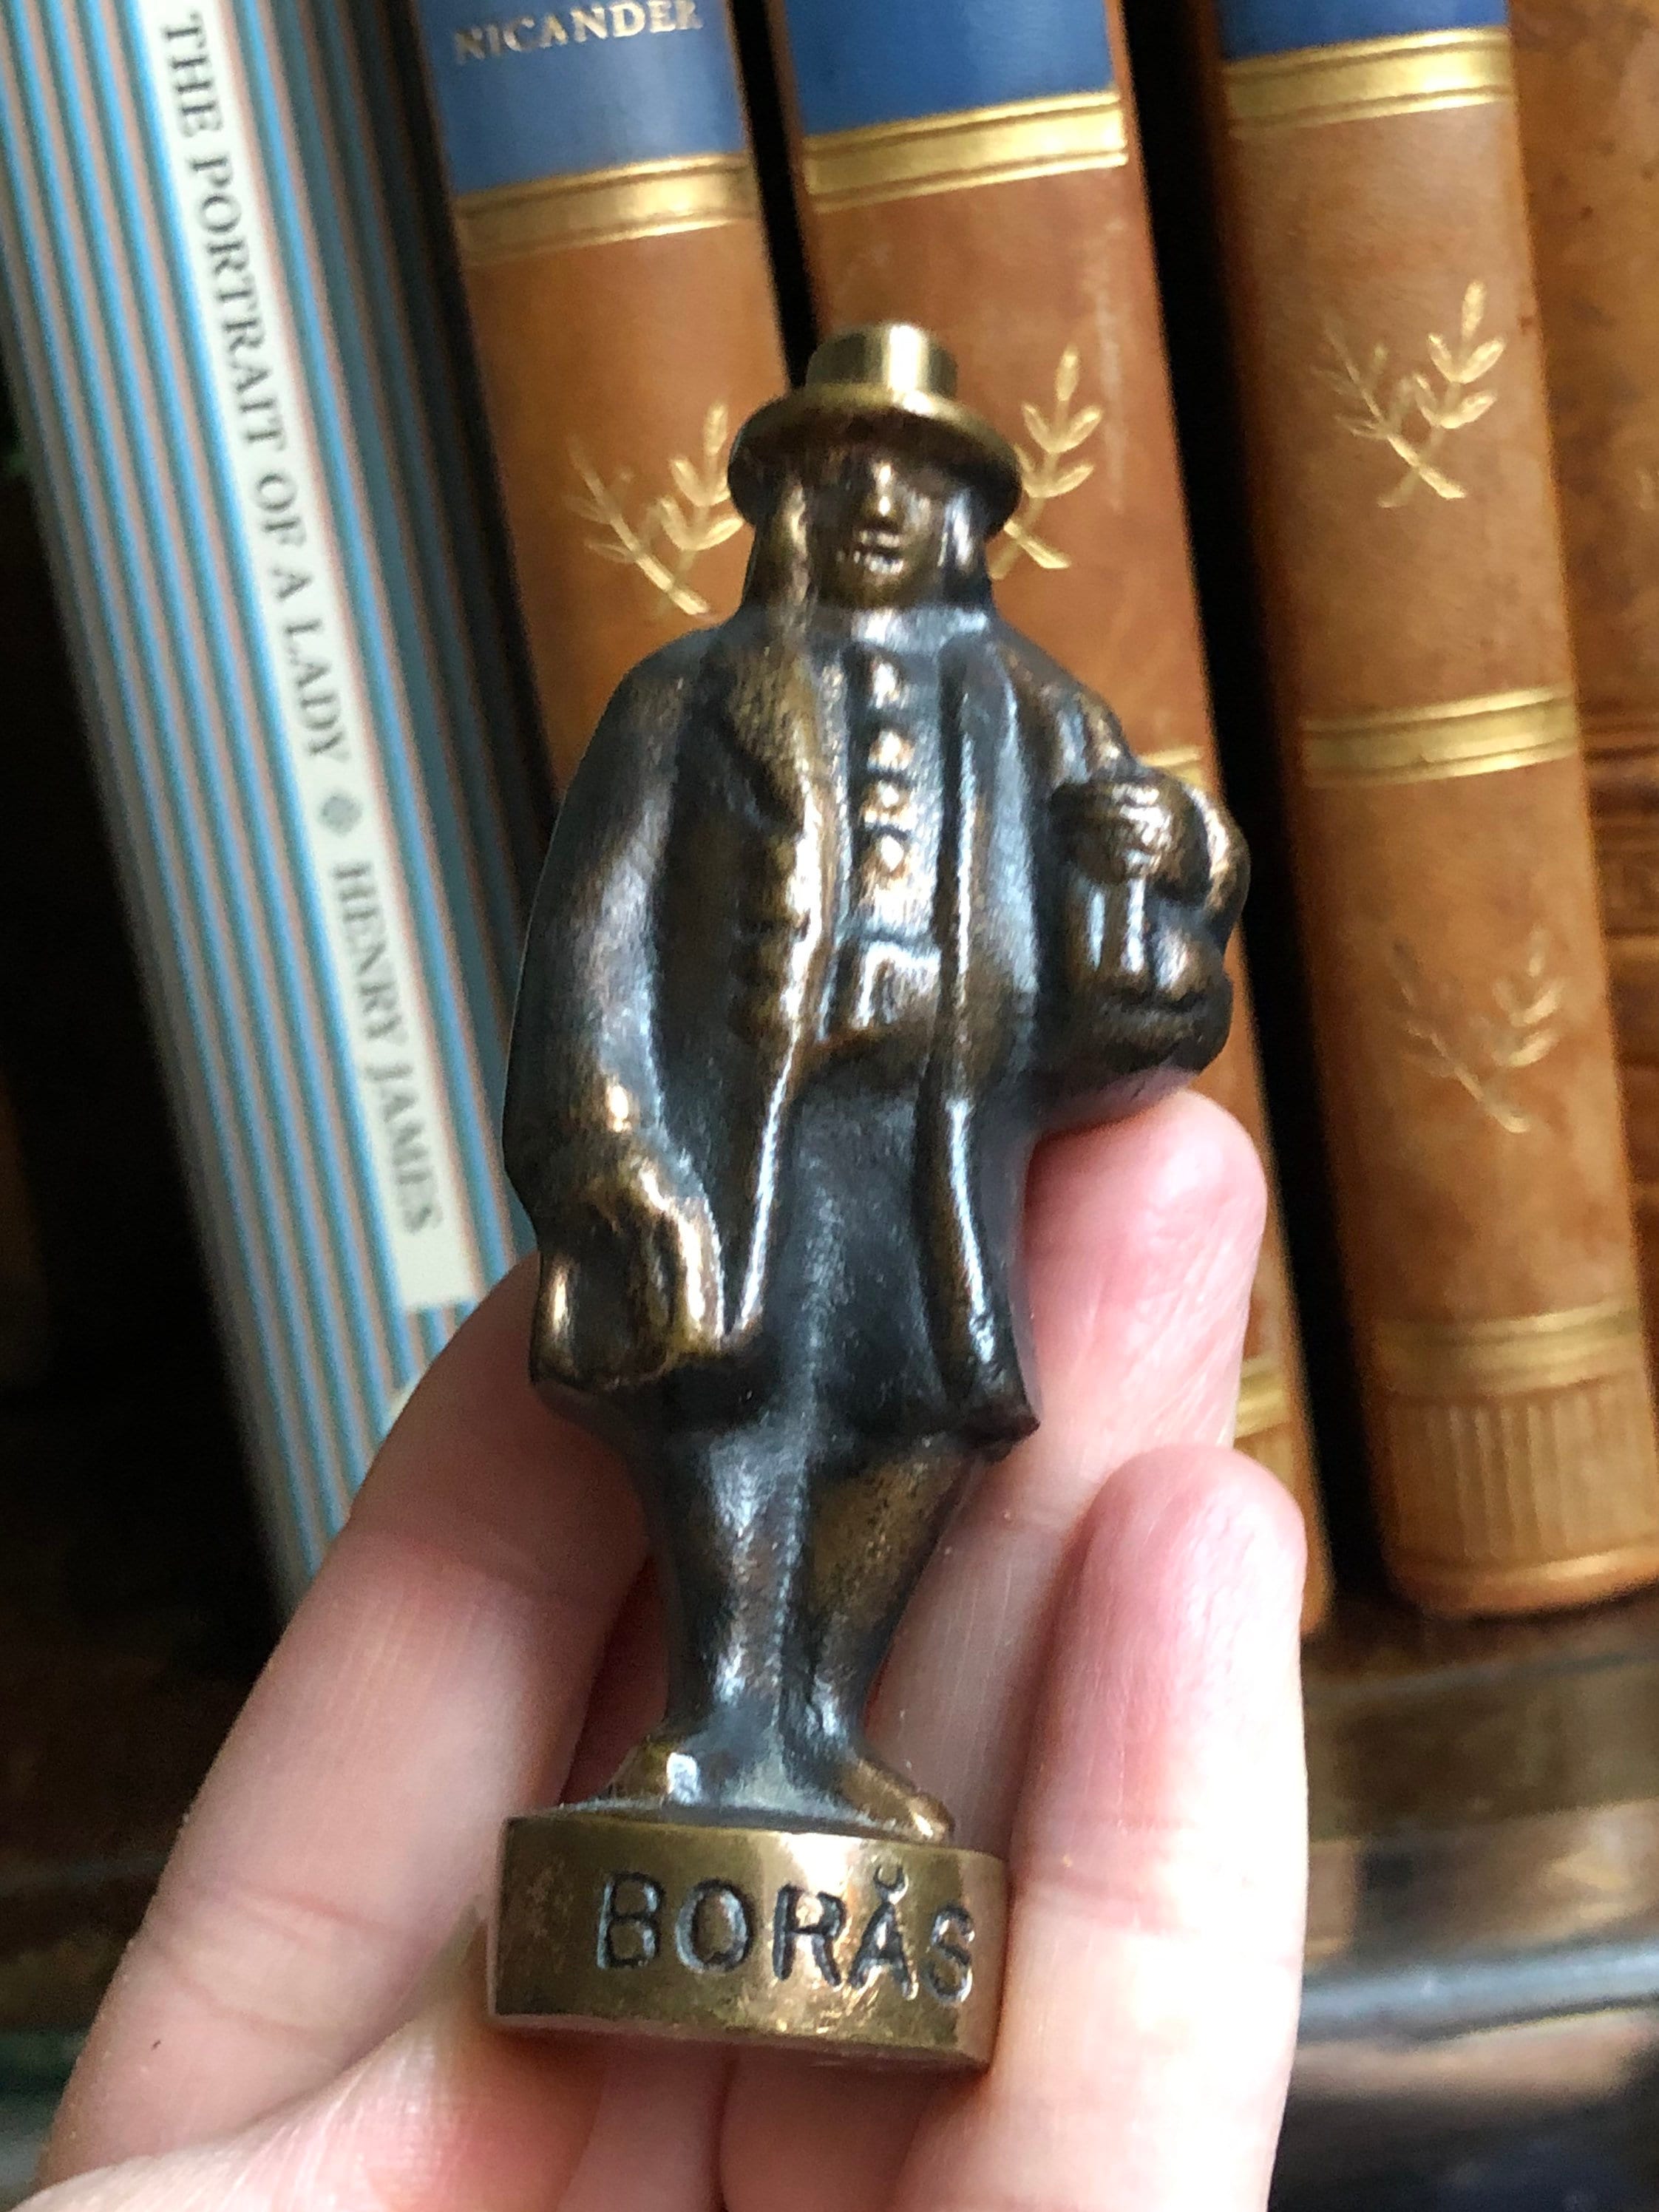 THE PORTRAIT OF A LADY ❖ HENRY JAMES
NICANDER
BORÅS